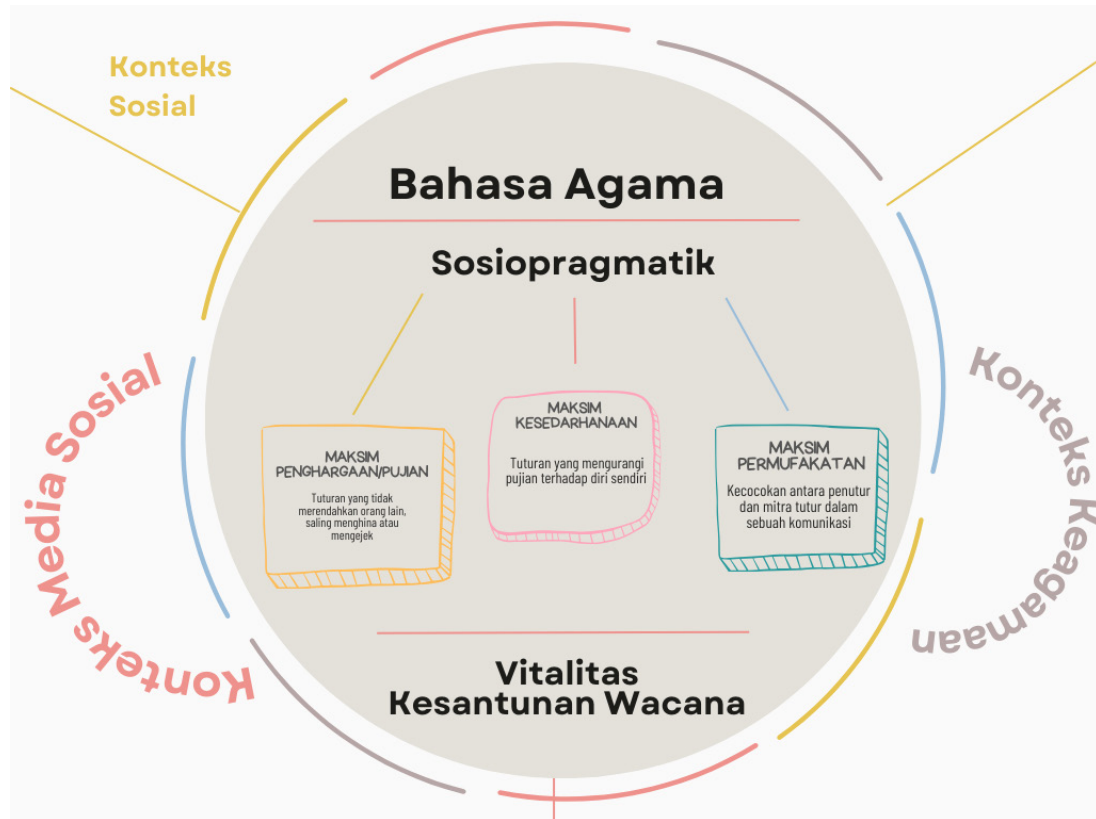 Konteks
Sosial
Bahasa Agama
Sosiopragmatik
MAKSIM
PENGHARGAAN/PUJIAN
Tuturan yang tidak
merendahkan orang lain,
saling menghina atau
mengejek
MAKSIM
KESEDARHANAAN
Tuturan yang mengurangi
pujian terhadap diri sendiri
MAKSIM
PERMUFAKATAN
Kecocokan antara penutur
dan mitra tutur dalam
sebuah komunikasi
Vitalitas
Kesantunan Wacana
Konteks Media Sosial
Konteks Keagamaan